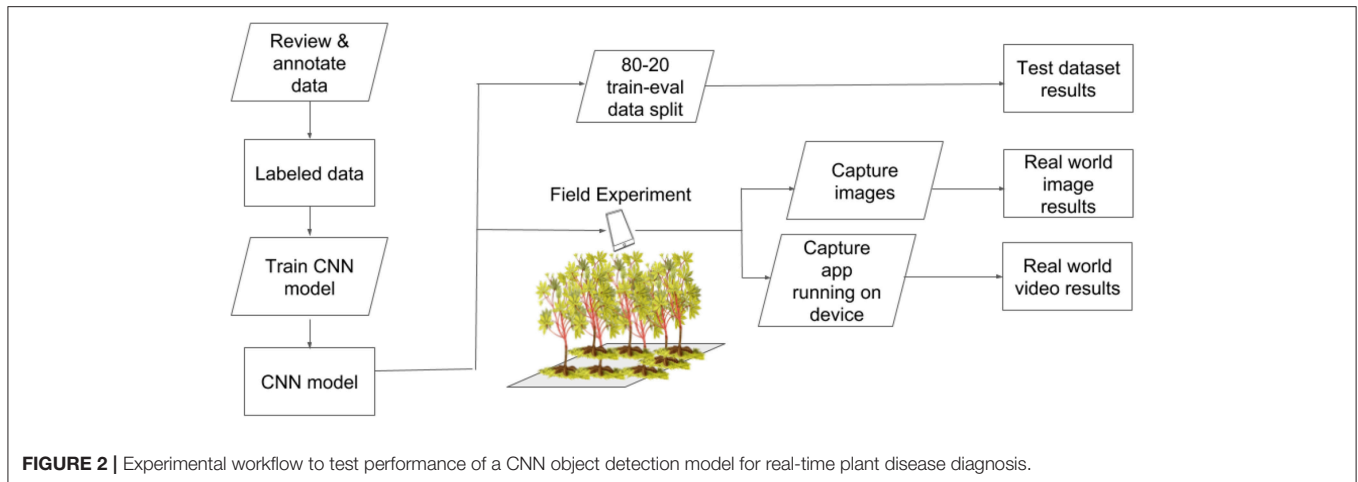 Review &
annotate
data
Labeled data
Train CNN
model
CNN model
80-20
train-eval
data split
Test dataset
results
Field Experiment
Capture
images
Real world
image
results
Capture
app
running on
device
Real world
video results
FIGURE 2 | Experimental workflow to test performance of a CNN object detection model for real-time plant disease diagnosis.